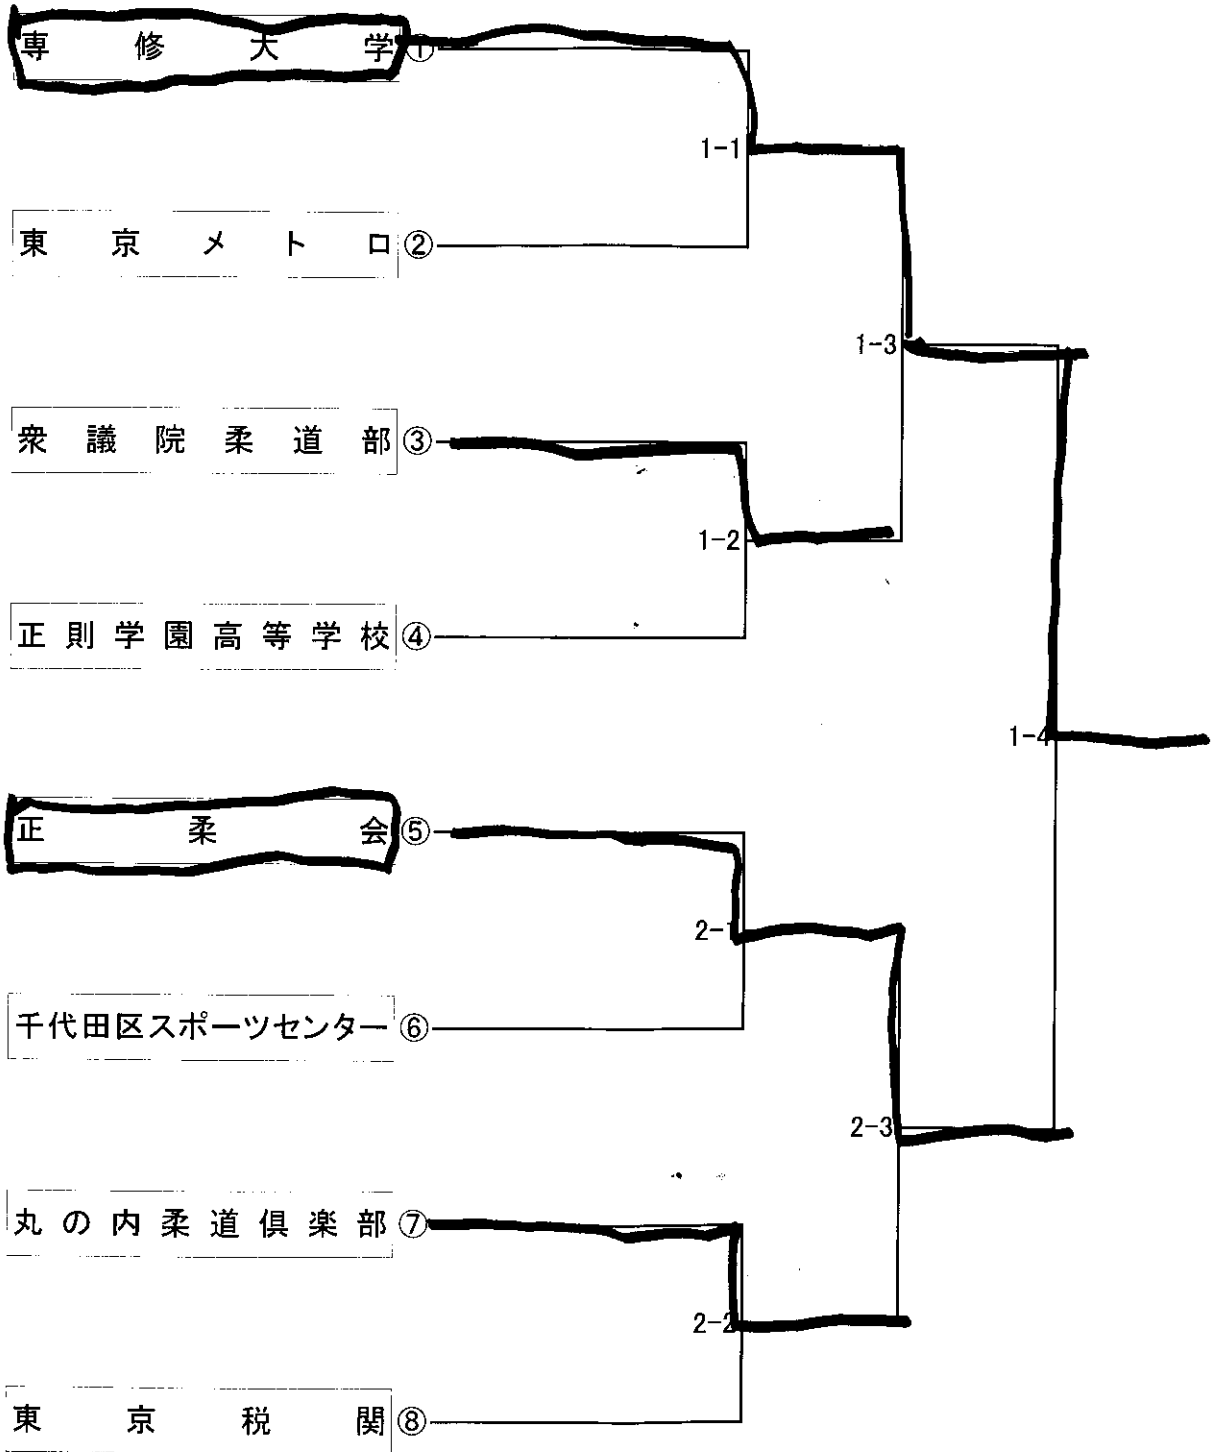 専修大学①
1-1
東京メトロ②
1-3
衆議院柔道部③
1-2
正則学園高等学校④
1-4
正柔会⑤
2-1
千代田区スポーツセンター⑥
2-3
丸の内柔道倶楽部⑦
2-2
東京税関⑧